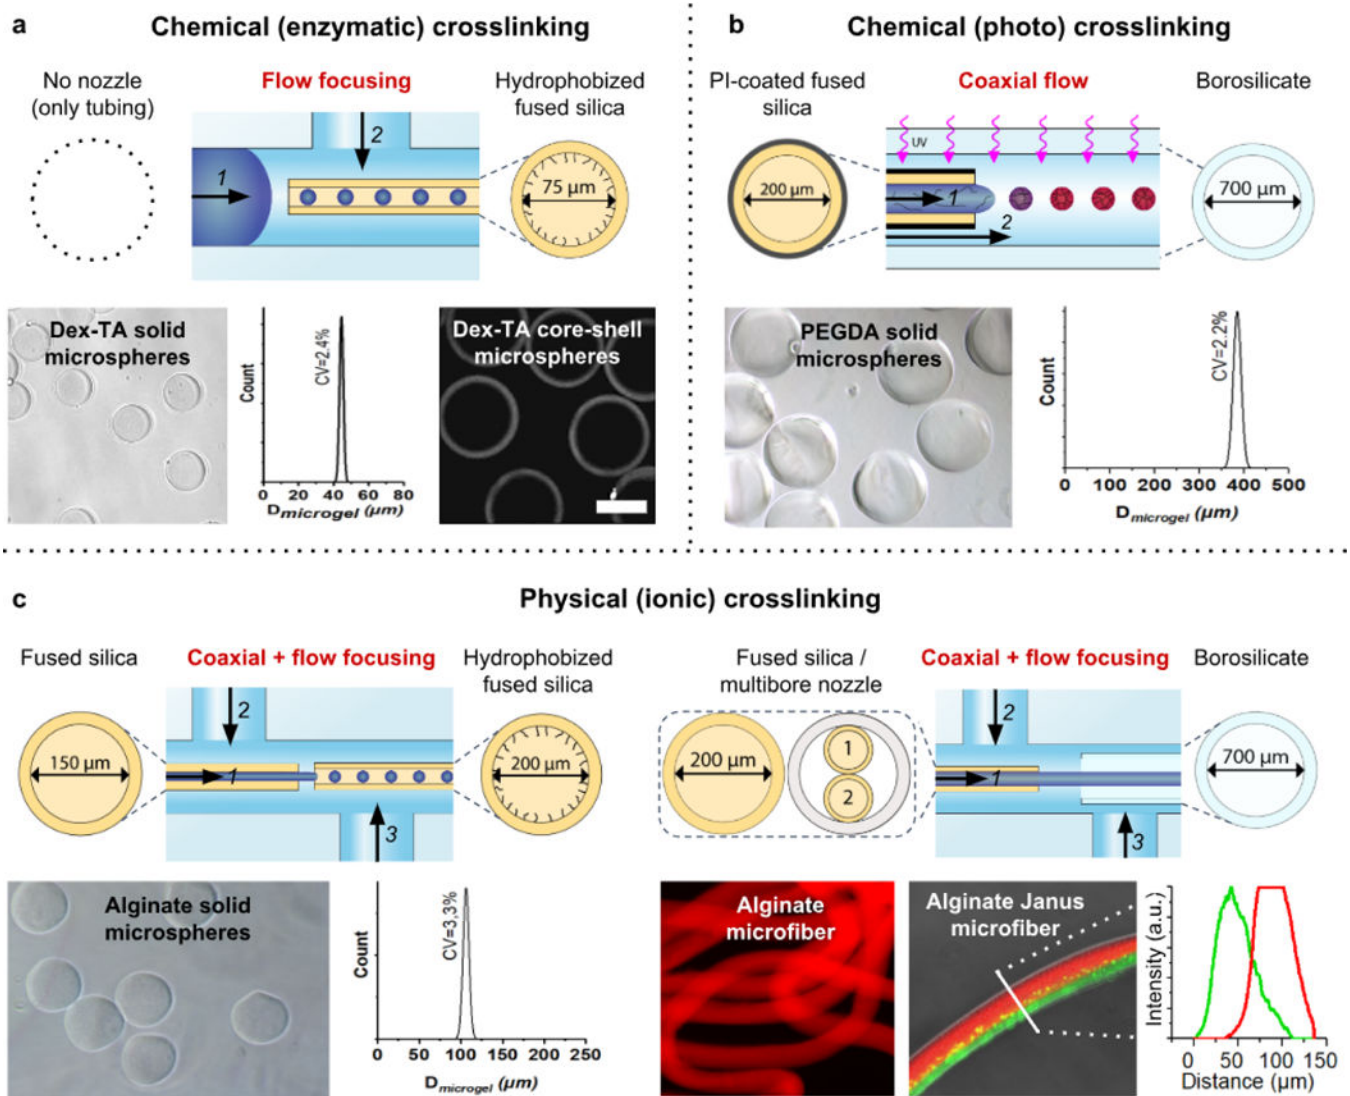 a
Chemical (enzymatic) crosslinking
No nozzle
(only tubing)
Flow focusing
Hydrophobized
fused silica
1
2
75 µm
Dex-TA solid
microspheres
Count
CV=2.4%
0 20 40 60 80
D microgel (µm)
Dex-TA core-shell
microspheres
b
Chemical (photo) crosslinking
PI-coated fused
silica
Coaxial flow
Borosilicate
200 µm
UV
1
2
700 µm
PEGDA solid
microspheres
Count
CV=2.2%
0 100 200 300 400 500
D microgel (µm)
c
Physical (ionic) crosslinking
Fused silica
Coaxial + flow focusing
Hydrophobized
fused silica
150 µm
2
1
3
200 µm
Alginate solid
microspheres
Count
CV=3,3%
0 50 100 150 200 250
D microgel (µm)
Fused silica /
multibore nozzle
Coaxial + flow focusing
Borosilicate
200 µm
1
2
2
1
3
700 µm
Alginate
microfiber
Alginate Janus
microfiber
Intensity (a.u.)
0 50 100 150
Distance (µm)